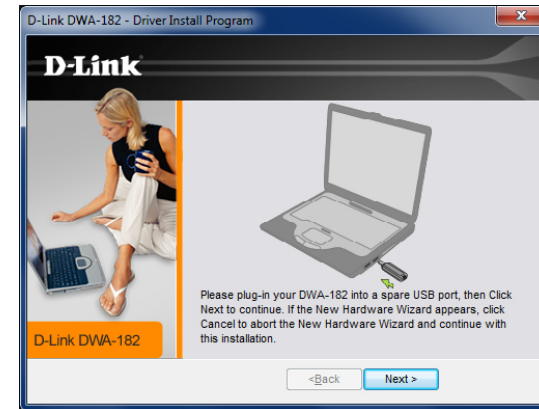 D-Link DWA-182 - Driver Install Program
D-Link
Please plug-in your DWA-182 into a spare USB port, then Click
Next to continue. If the New Hardware Wizard appears, click
Cancel to abort the New Hardware Wizard and continue with
this installation.
D-Link DWA-182
<Back
Next >